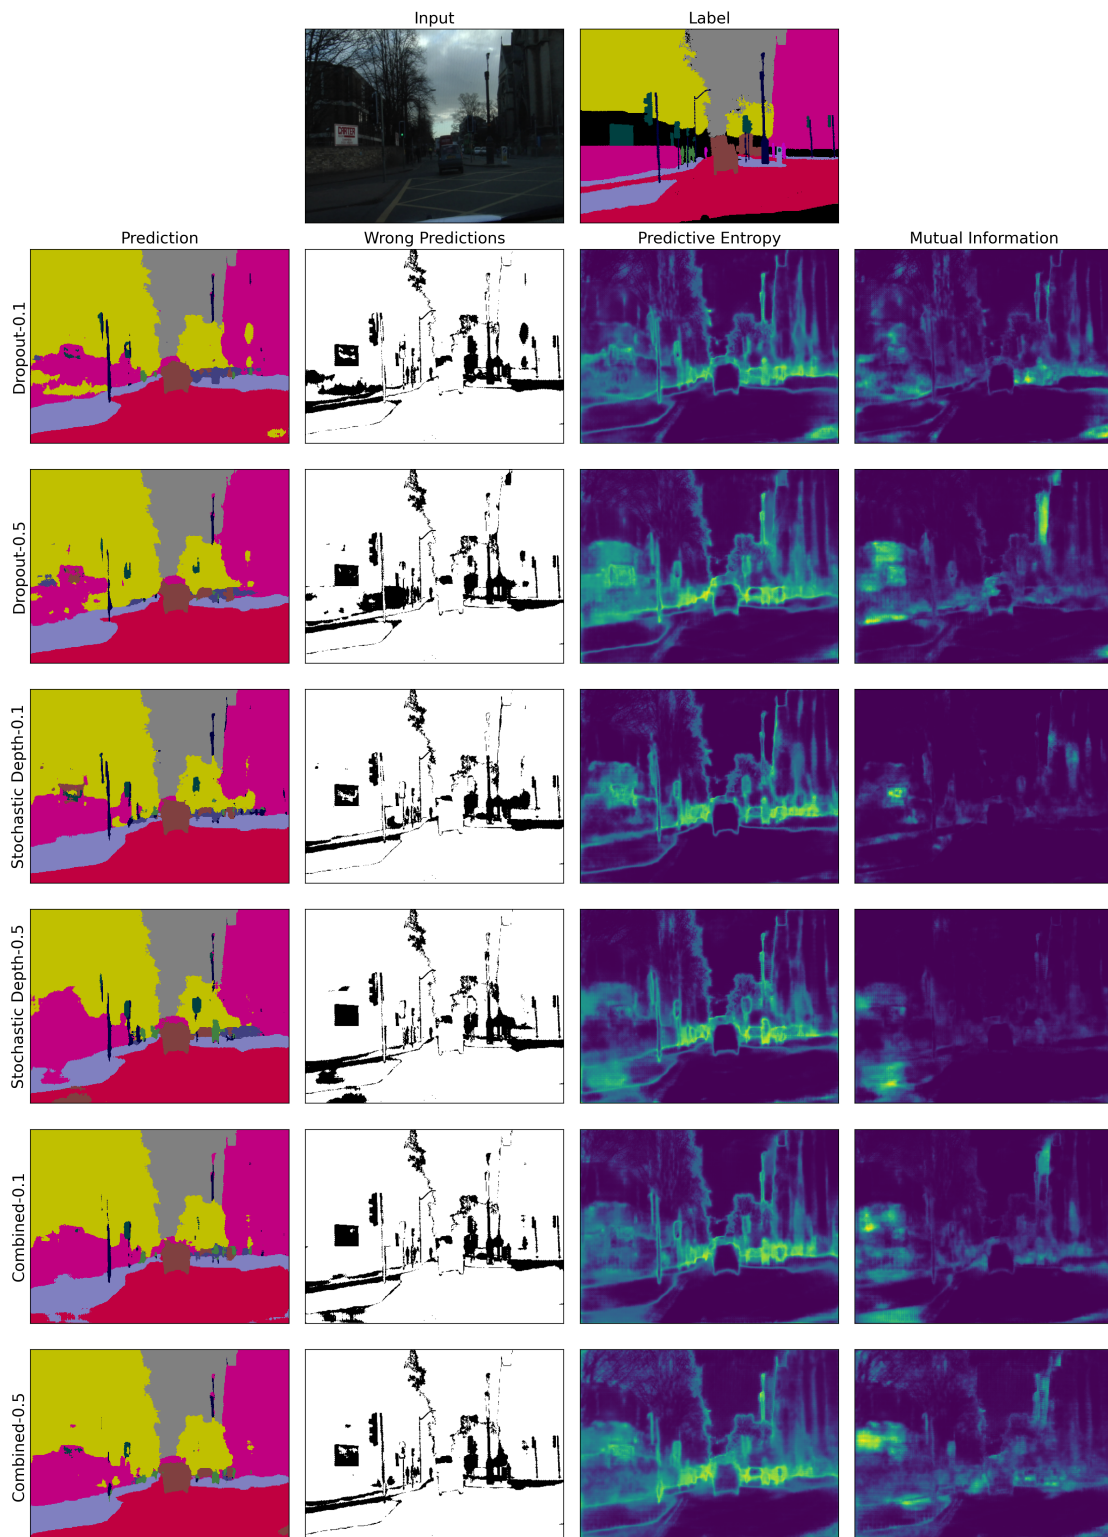 Input
Label
Prediction
Wrong Predictions
Predictive Entropy
Mutual Information
Dropout-0.1
Dropout-0.5
Stochastic Depth-0.1
Stochastic Depth-0.5
Combined-0.1
Combined-0.5